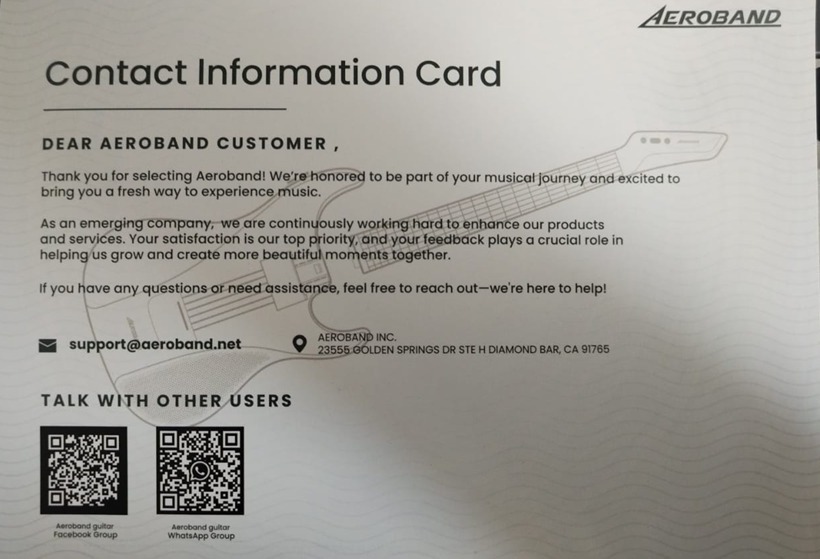 AEROBAND
Contact Information Card
DEAR AEROBAND CUSTOMER ,
Thank you for selecting Aeroband! We're honored to be part of your musical journey and excited to
bring you a fresh way to experience music.
As an emerging company, we are continuously working hard to enhance our products
and services. Your satisfaction is our top priority, and your feedback plays a crucial role in
helping us grow and create more beautiful moments together.
If you have any questions or need assistance, feel free to reach out—we're here to help!
support@aeroband.net
AEROBAND INC.
23555 GOLDEN SPRINGS DR STE H DIAMOND BAR, CA 91765
TALK WITH OTHER USERS
Aeroband guitar
Facebook Group
Aeroband guitar
WhatsApp Group